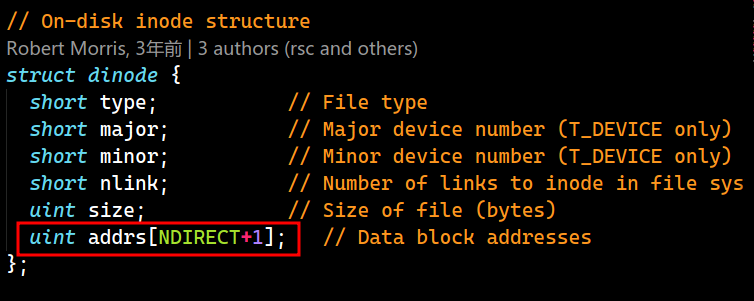 // On-disk inode structure
Robert Morris, 3年前 | 3 authors (rsc and others)
struct dinode {
  short type;           // File type
  short major;          // Major device number (T_DEVICE only)
  short minor;          // Minor device number (T_DEVICE only)
  short nlink;          // Number of links to inode in file sys
  uint size;            // Size of file (bytes)
  uint addrs[NDIRECT+1];   // Data block addresses
};